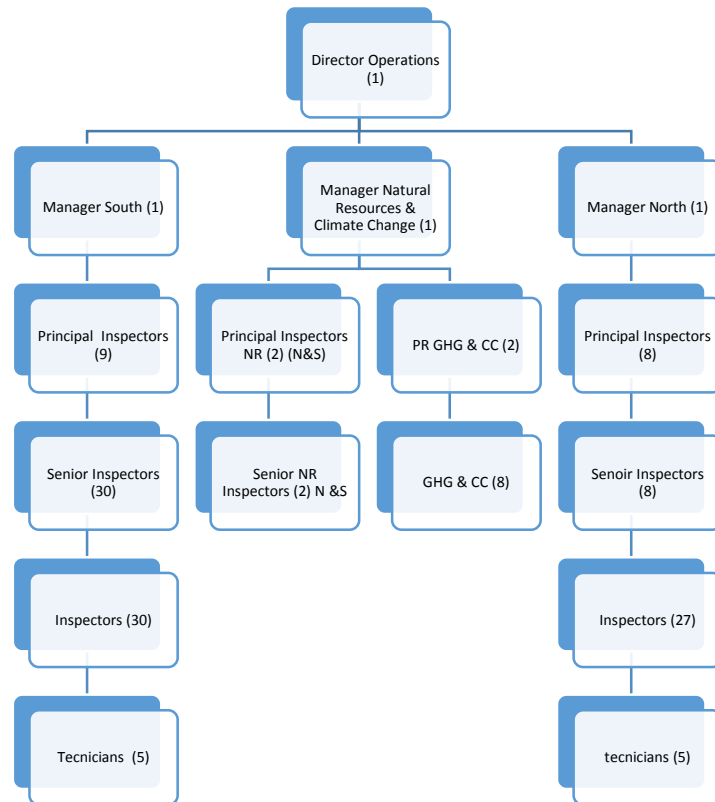 Director Operations
(1)
Manager South (1)
Manager Natural
Resources &
Climate Change (1)
Manager North (1)
Principal  Inspectors
(9)
Principal Inspectors
NR (2) (N&S)
PR GHG & CC (2)
Principal Inspectors
(8)
Senior Inspectors
(30)
Senior NR
Inspectors (2) N &S
GHG & CC (8)
Senoir Inspectors
(8)
Inspectors (30)
Inspectors (27)
Tecnicians  (5)
tecnicians (5)